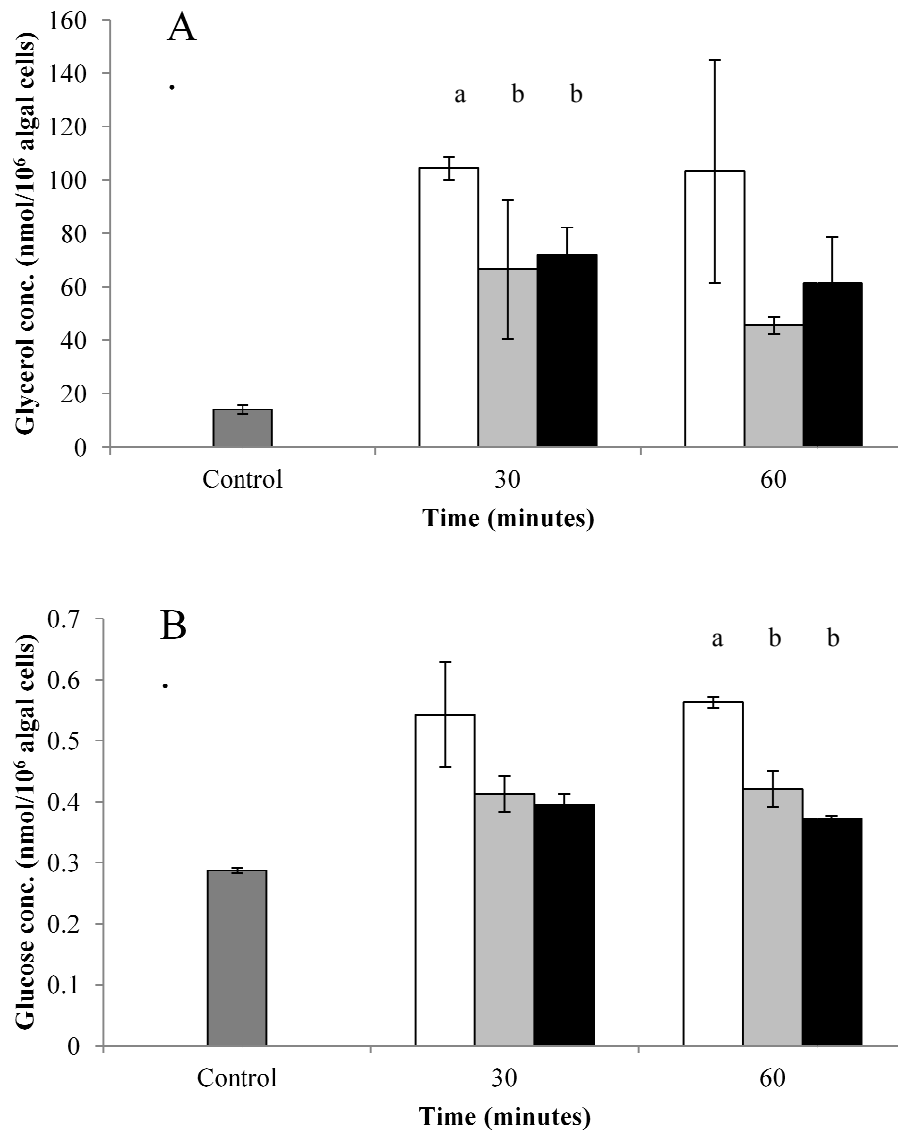 A
160
140
120
100
80
60
40
20
0
Glycerol conc. (nmol/10⁶ algal cells)
a b b
Control 30 60
Time (minutes)
B
0.7
0.6
0.5
0.4
0.3
0.2
0.1
0
Glucose conc. (nmol/10⁶ algal cells)
a b b
Control 30 60
Time (minutes)